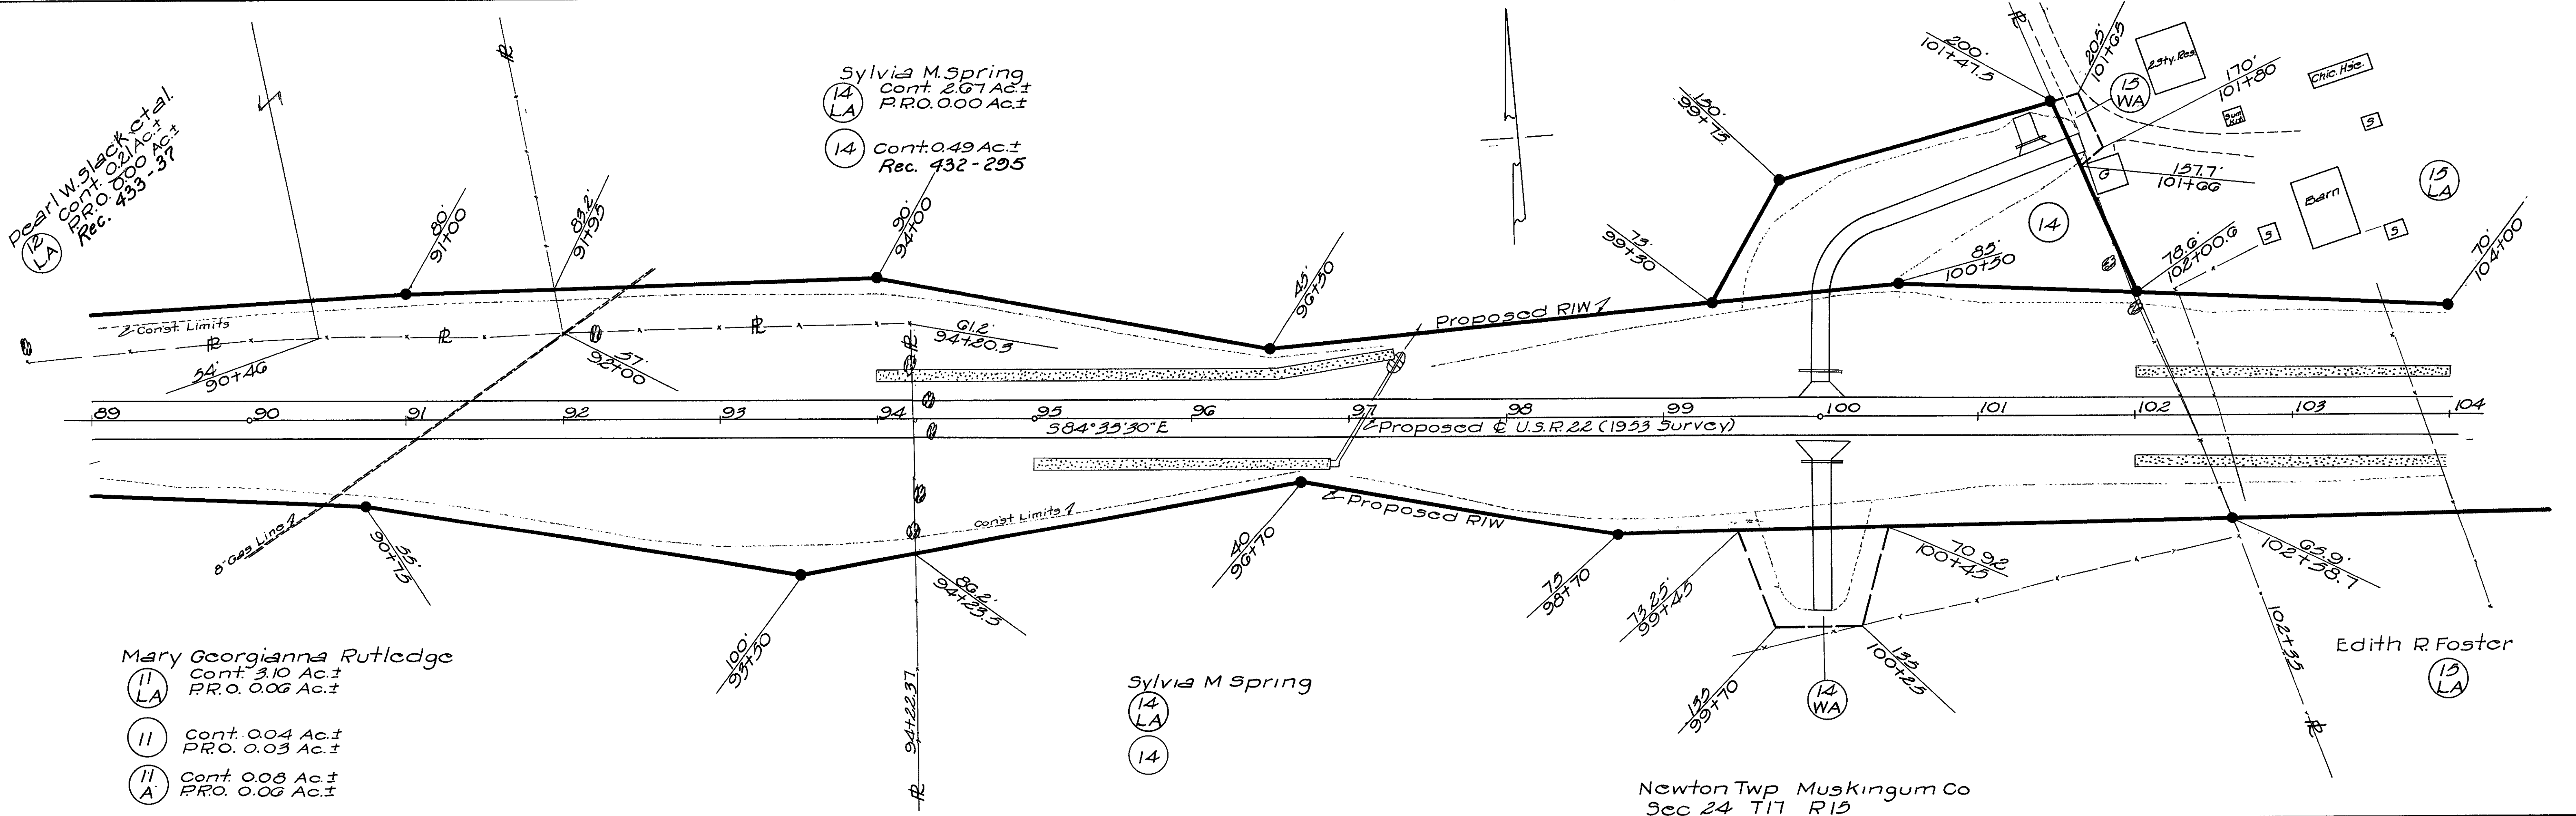 Pearl W. Slack, etal.
Cont. 0.21 Ac.±
P.R.O. 0.00 Ac.±
Rec. 433-37
12
LA
Sylvia M. Spring
14
LA
Cont. 2.67 Ac.±
P.R.O. 0.00 Ac.±
14
Cont. 0.49 Ac.±
Rec. 432-295
80'
91+00
83.2'
91+95
90'
94+00
45'
96+50
73'
99+30
150'
99+75
200'
101+47.5
205'
101+65
15
WA
2 Sty. Res.
170'
101+80
Chic. Hse.
Sum. Kit.
S
157.7'
101+66
G
15
LA
Barn
S
S
14
85'
100+50
78.6'
102+00.6
70'
104+00
Const. Limits
54'
90+46
57'
92+00
61.2'
94+20.3
Proposed R/W
89 90 91 92 93 94 95 96 97 98 99 100 101 102 103 104
S84°35'30"E
Proposed ℄ U.S.R. 22 (1953 Survey)
8" Gas Line
55'
90+75
100'
93+50
86.2'
94+23.5
Const Limits
40
96+70
Proposed R/W
75
98+70
73.25'
99+45
70.92
100+45
65.9'
102+58.7
135
99+70
135
100+25
14
WA
94+22.37
102+35
Mary Georgianna Rutledge
11
LA
Cont. 3.10 Ac.±
P.R.O. 0.06 Ac.±
11
Cont. 0.04 Ac.±
P.R.O. 0.03 Ac.±
11
A
Cont. 0.08 Ac.±
P.R.O. 0.06 Ac.±
Sylvia M Spring
14
LA
14
Edith R. Foster
15
LA
Newton Twp Muskingum Co
Sec 24 T17 R15